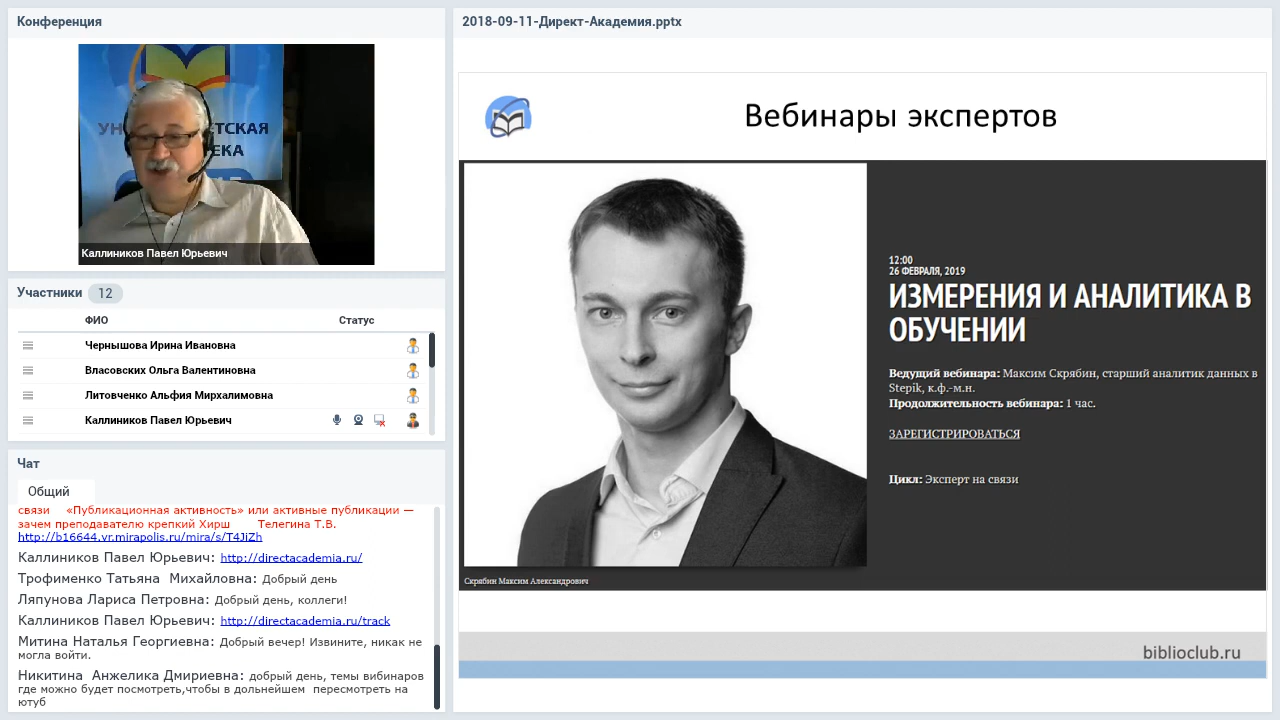 Конференция
УН ЕТСКАЯ
ЕКА
Каллиников Павел Юрьевич
Участники 12
ФИО Статус
Чернышова Ирина Ивановна
Власовских Ольга Валентиновна
Литовченко Альфия Мирхалимовна
Каллиников Павел Юрьевич
Чат
Общий
связи «Публикационная активность» или активные публикации —
зачем преподавателю крепкий Хирш Телегина Т.В.
http://b16644.vr.mirapolis.ru/mira/s/T4JiZh
Каллиников Павел Юрьевич: http://directacademia.ru/
Трофименко Татьяна Михайловна: Добрый день
Ляпунова Лариса Петровна: Добрый день, коллеги!
Каллиников Павел Юрьевич: http://directacademia.ru/track
Митина Наталья Георгиевна: Добрый вечер! Извините, никак не
могла войти.
Никитина Анжелика Дмириевна: добрый день, темы вибинаров
где можно будет посмотреть,чтобы в дольнейшем пересмотреть на
ютуб
2018-09-11-Директ-Академия.pptx
Вебинары экспертов
12:00
26 ФЕВРАЛЯ, 2019
ИЗМЕРЕНИЯ И АНАЛИТИКА В
ОБУЧЕНИИ
Ведущий вебинара: Максим Скрябин, старший аналитик данных в
Stepik, к.ф.-м.н.
Продолжительность вебинара: 1 час.
ЗАРЕГИСТРИРОВАТЬСЯ
Цикл: Эксперт на связи
Скрябин Максим Александрович
biblioclub.ru